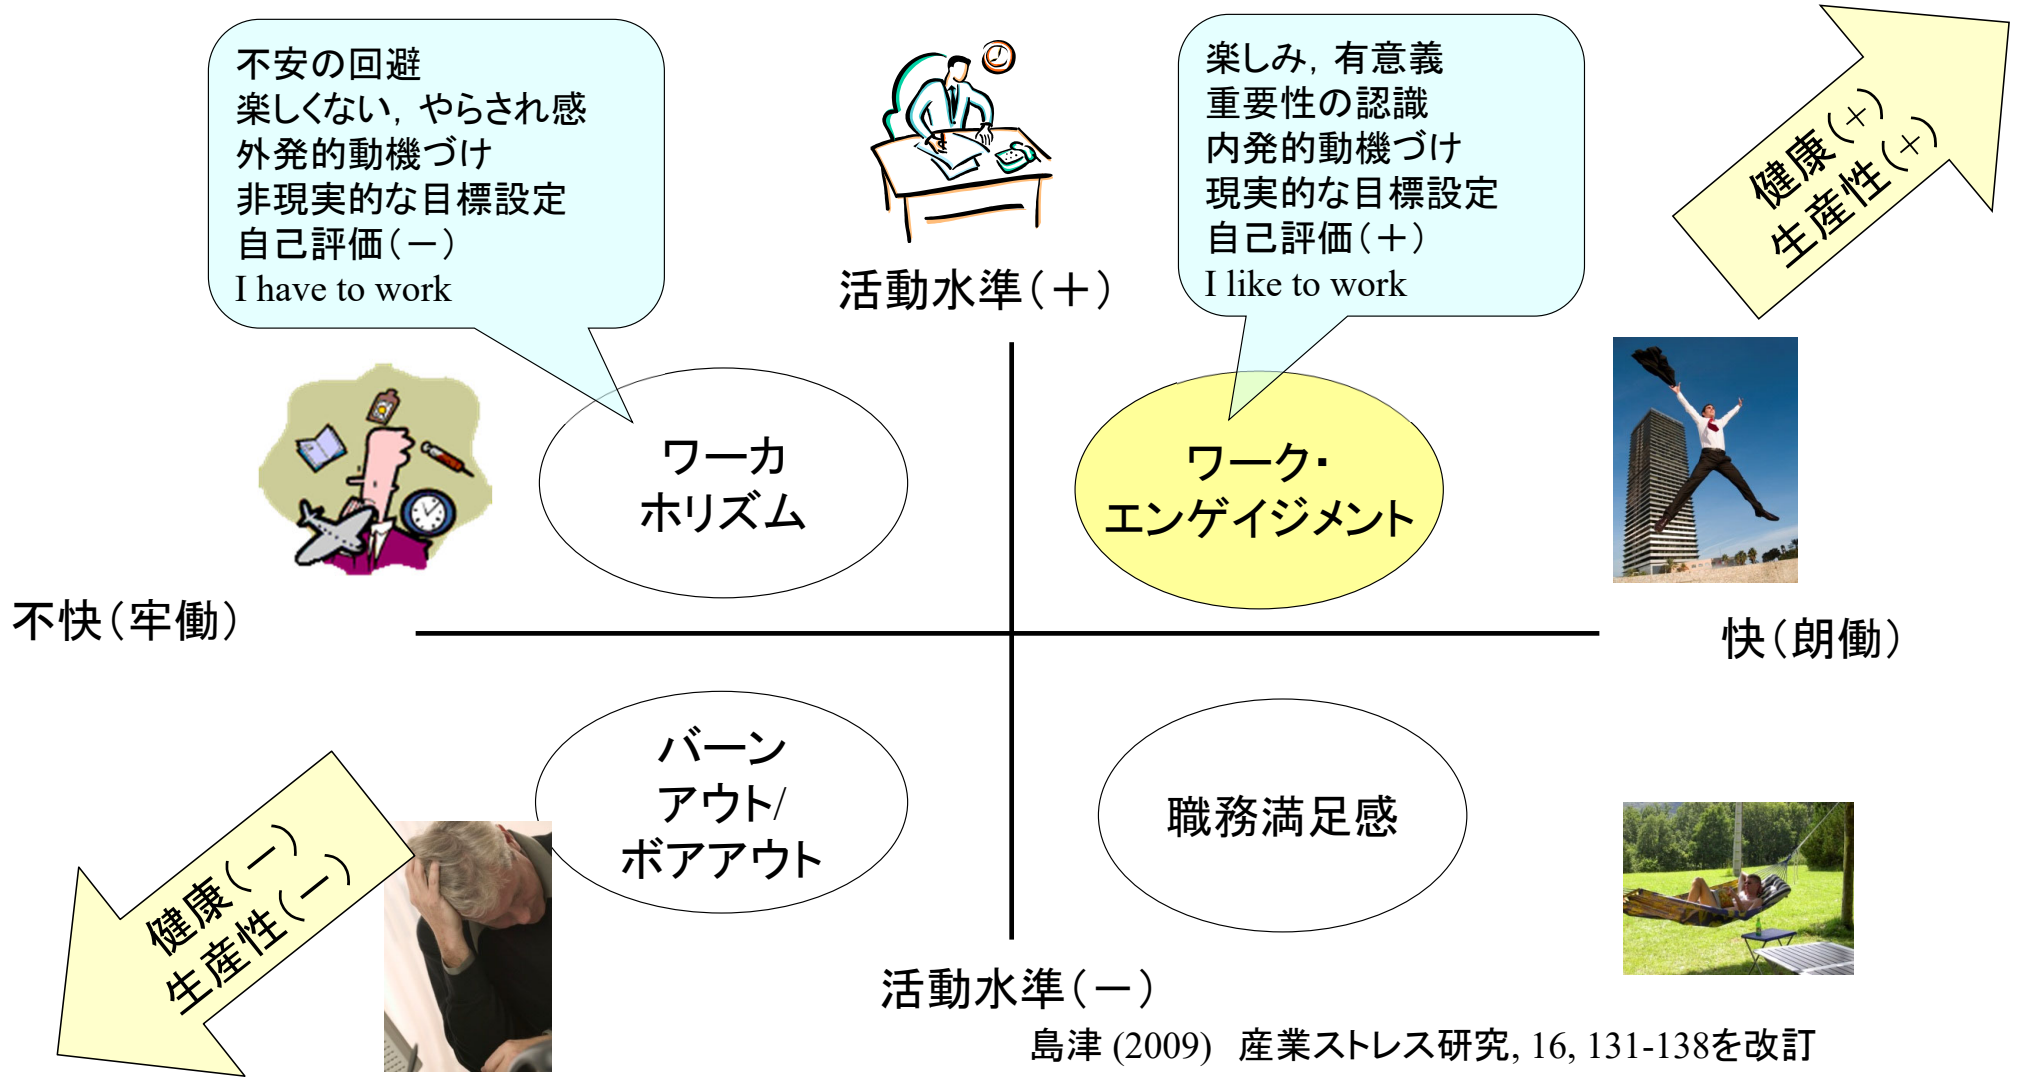 不安の回避
楽しくない，やらされ感
外発的動機づけ
非現実的な目標設定
自己評価（－）
I have to work
楽しみ，有意義
重要性の認識
内発的動機づけ
現実的な目標設定
自己評価（＋）
I like to work
健康（＋）
生産性（＋）
活動水準（＋）
ワーカ
ホリズム
ワーク・
エンゲイジメント
不快（牢働）
快（朗働）
バーン
アウト/
ボアアウト
職務満足感
健康（－）
生産性（－）
活動水準（－）
島津 (2009)　産業ストレス研究, 16, 131-138を改訂